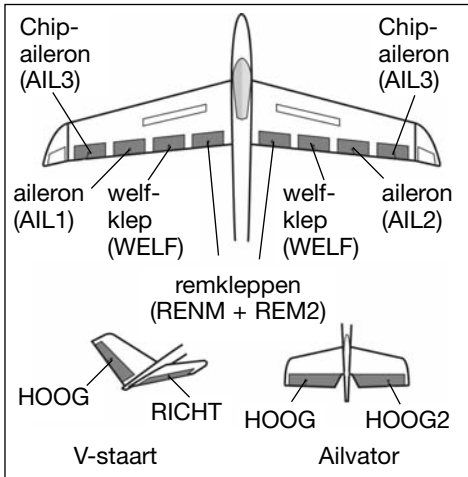 Chip-
aileron
(AIL3)
Chip-
aileron
(AIL3)
aileron
(AIL1)
welf-
klep
(WELF)
welf-
klep
(WELF)
aileron
(AIL2)
remkleppen
(RENM + REM2)
HOOG
RICHT
V-staart
HOOG
HOOG2
Ailvator